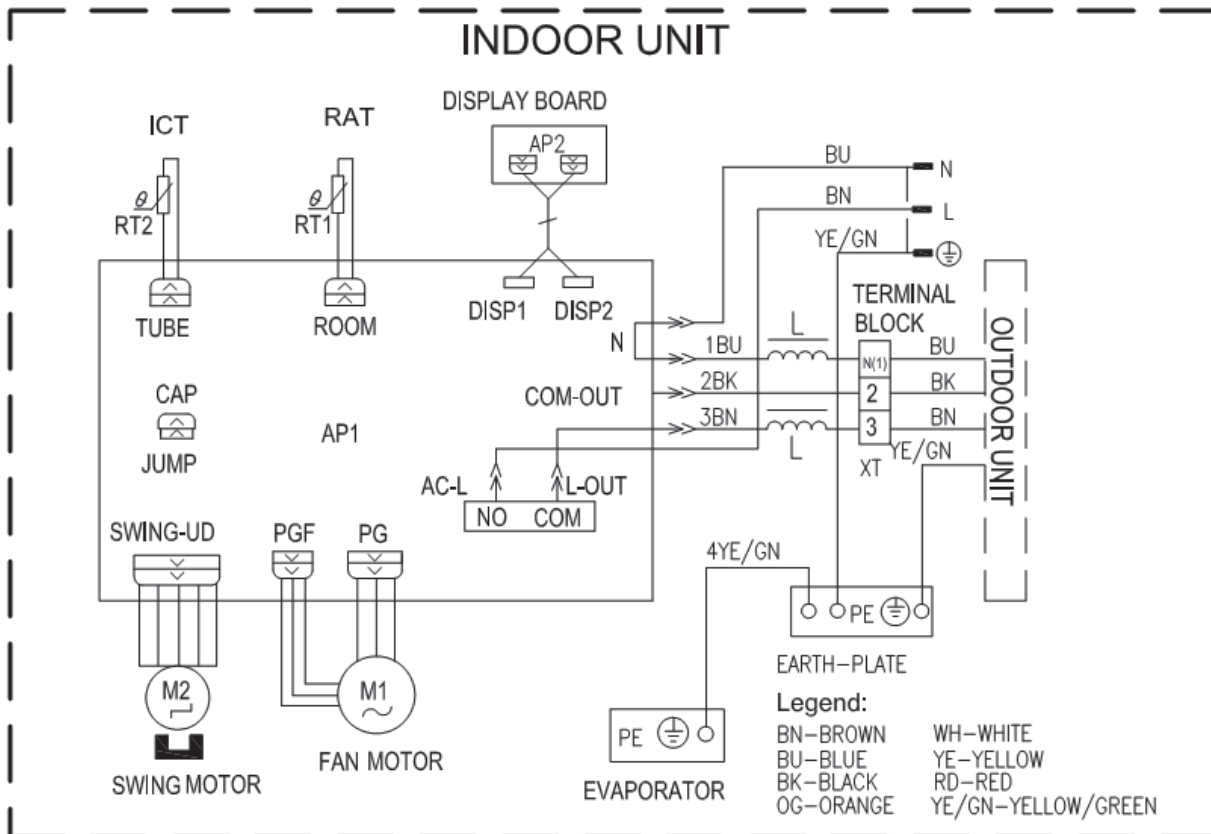 INDOOR UNIT
DISPLAY BOARD
ICT
RAT
AP2
BU
N
BN
L
θ
RT2
θ
RT1
YE/GN
TUBE
ROOM
DISP1
DISP2
TERMINAL
BLOCK
OUTDOOR UNIT
N
1BU
L
N(1)
BU
CAP
COM-OUT
2BK
2
BK
JUMP
AP1
3BN
L
3
BN
XT
YE/GN
AC-L
L-OUT
NO
COM
SWING-UD
PGF
PG
4YE/GN
PE
EARTH-PLATE
M2
M1
SWING MOTOR
FAN MOTOR
PE
EVAPORATOR
Legend:
BN-BROWN WH-WHITE
BU-BLUE YE-YELLOW
BK-BLACK RD-RED
OG-ORANGE YE/GN-YELLOW/GREEN